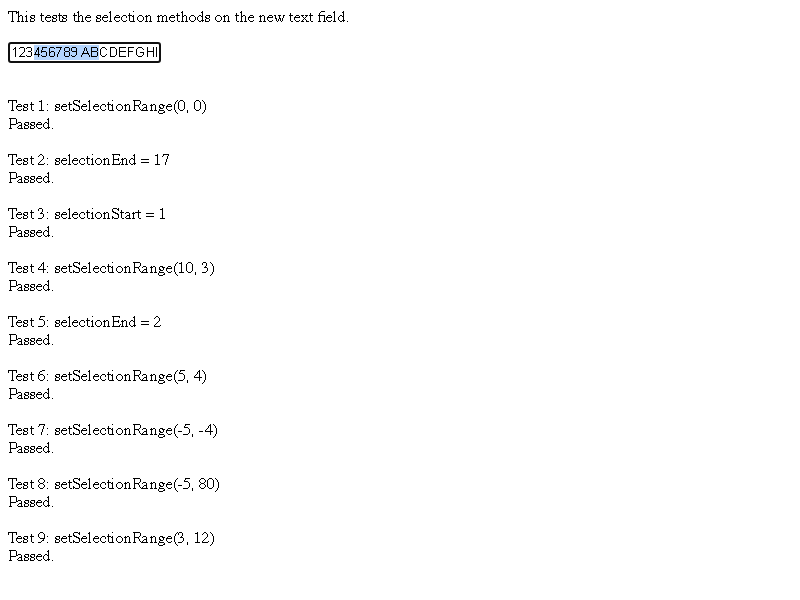 This tests the selection methods on the new text field.
123456789 ABCDEFGHI
Test 1: setSelectionRange(0, 0)
Passed.
Test 2: selectionEnd = 17
Passed.
Test 3: selectionStart = 1
Passed.
Test 4: setSelectionRange(10, 3)
Passed.
Test 5: selectionEnd = 2
Passed.
Test 6: setSelectionRange(5, 4)
Passed.
Test 7: setSelectionRange(-5, -4)
Passed.
Test 8: setSelectionRange(-5, 80)
Passed.
Test 9: setSelectionRange(3, 12)
Passed.